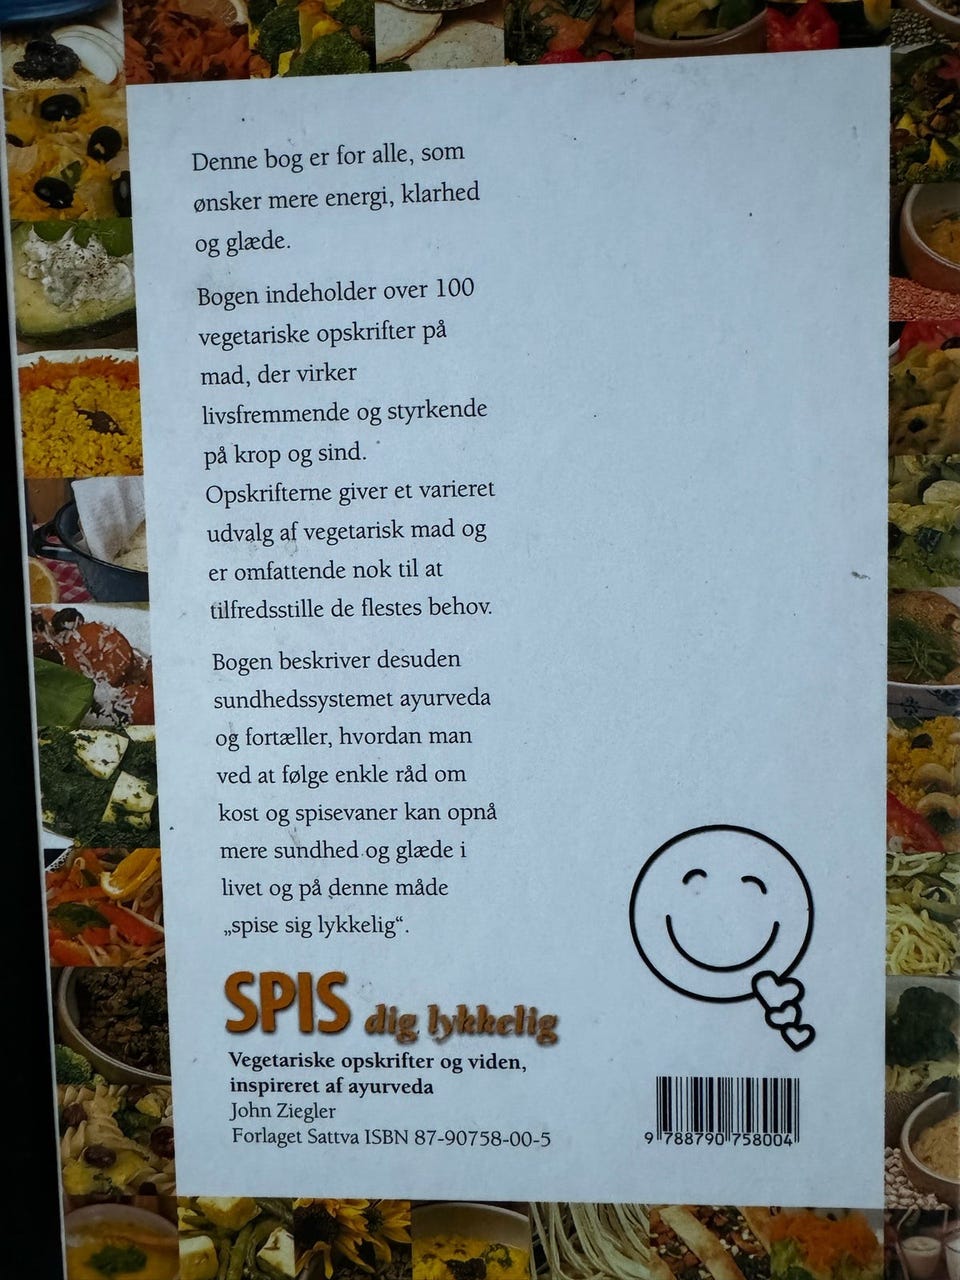 Denne bog er for alle, som
ønsker mere energi, klarhed
og glæde.
Bogen indeholder over 100
vegetariske opskrifter på
mad, der virker
livsfremmende og styrkende
på krop og sind.
Opskrifterne giver et varieret
udvalg af vegetarisk mad og
er omfattende nok til at
tilfredsstille de flestes behov.
Bogen beskriver desuden
sundhedssystemet ayurveda
og fortæller, hvordan man
ved at følge enkle råd om
kost og spisevaner kan opnå
mere sundhed og glæde i
livet og på denne måde
„spise sig lykkelig“.
SPIS dig lykkelig
Vegetariske opskrifter og viden,
inspireret af ayurveda
John Ziegler
Forlaget Sattva ISBN 87-90758-00-5
9 788790 758004